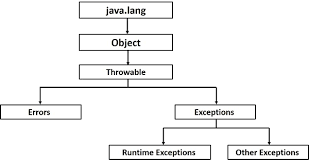 java.lang
Object
Throwable
Errors
Exceptions
Runtime Exceptions
Other Exceptions